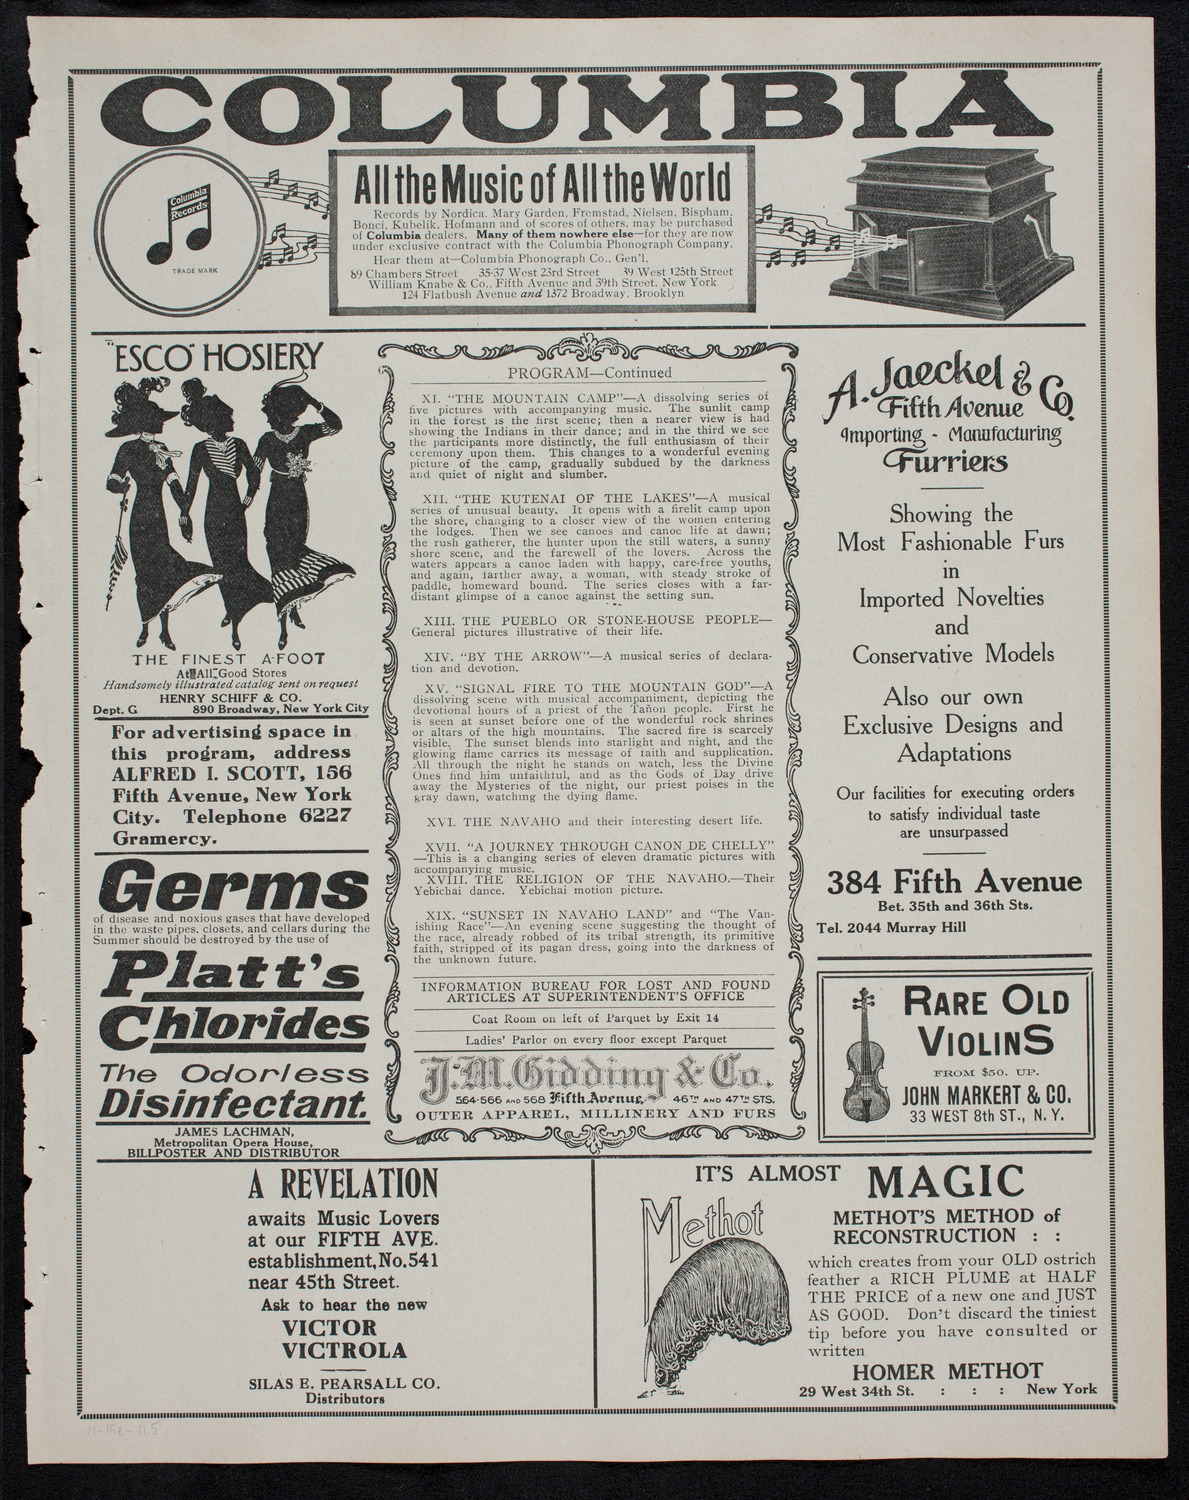 COLUMBIA
Columbia
Records
TRADE MARK
All the Music of All the World
Records by Nordica, Mary Garden, Fremstad, Nielsen, Bispham,
Bonci, Kubelik, Hofmann and of scores of others, may be purchased
of Columbia dealers. Many of them nowhere else—for they are now
under exclusive contract with the Columbia Phonograph Company.
Hear them at—Columbia Phonograph Co., Gen'l.
89 Chambers Street 35-37 West 23rd Street 39 West 125th Street
William Knabe & Co., Fifth Avenue and 39th Street, New York
124 Flatbush Avenue and 1372 Broadway, Brooklyn
"ESCO" HOSIERY
THE FINEST A-FOOT
At All Good Stores
Handsomely illustrated catalog sent on request
HENRY SCHIFF & CO.
Dept. G 890 Broadway, New York City
For advertising space in
this program, address
ALFRED I. SCOTT, 156
Fifth Avenue, New York
City. Telephone 6227
Gramercy.
Germs
of disease and noxious gases that have developed
in the waste pipes, closets, and cellars during the
Summer should be destroyed by the use of
Platt's
Chlorides
The Odorless
Disinfectant.
JAMES LACHMAN,
Metropolitan Opera House,
BILLPOSTER AND DISTRIBUTOR
PROGRAM—Continued
XI. "THE MOUNTAIN CAMP"—A dissolving series of
five pictures with accompanying music. The sunlit camp
in the forest is the first scene; then a nearer view is had
showing the Indians in their dance; and in the third we see
the participants more distinctly, the full enthusiasm of their
ceremony upon them. This changes to a wonderful evening
picture of the camp, gradually subdued by the darkness
and quiet of night and slumber.
XII. "THE KUTENAI OF THE LAKES"—A musical
series of unusual beauty. It opens with a firelit camp upon
the shore, changing to a closer view of the women entering
the lodges. Then we see canoes and canoe life at dawn;
the rush gatherer, the hunter upon the still waters, a sunny
shore scene, and the farewell of the lovers. Across the
waters appears a canoe laden with happy, care-free youths,
and again, farther away, a woman, with steady stroke of
paddle, homeward bound. The series closes with a far-
distant glimpse of a canoe against the setting sun.
XIII. THE PUEBLO OR STONE-HOUSE PEOPLE—
General pictures illustrative of their life.
XIV. "BY THE ARROW"—A musical series of declara-
tion and devotion.
XV. "SIGNAL FIRE TO THE MOUNTAIN GOD"—A
dissolving scene with musical accompaniment, depicting the
devotional hours of a priest of the Tañon people. First he
is seen at sunset before one of the wonderful rock shrines
or altars of the high mountains. The sacred fire is scarcely
visible. The sunset blends into starlight and night, and the
glowing flame carries its message of faith and supplication.
All through the night he stands on watch, less the Divine
Ones find him unfaithful, and as the Gods of Day drive
away the Mysteries of the night, our priest poises in the
gray dawn, watching the dying flame.
XVI. THE NAVAHO and their interesting desert life.
XVII. "A JOURNEY THROUGH CANON DE CHELLY"
—This is a changing series of eleven dramatic pictures with
accompanying music.
XVIII. THE RELIGION OF THE NAVAHO.—Their
Yebichai dance. Yebichai motion picture.
XIX. "SUNSET IN NAVAHO LAND" and "The Van-
ishing Race"—An evening scene suggesting the thought of
the race, already robbed of its tribal strength, its primitive
faith, stripped of its pagan dress, going into the darkness of
the unknown future.
INFORMATION BUREAU FOR LOST AND FOUND
ARTICLES AT SUPERINTENDENT'S OFFICE
Coat Room on left of Parquet by Exit 14
Ladies' Parlor on every floor except Parquet
J.M. Gidding & Co.
564-566 AND 568 Fifth Avenue, 46TH AND 47TH STS.
OUTER APPAREL, MILLINERY AND FURS
A. Jaeckel & Co.
Fifth Avenue
Importing - Manufacturing
Furriers
Showing the
Most Fashionable Furs
in
Imported Novelties
and
Conservative Models
Also our own
Exclusive Designs and
Adaptations
Our facilities for executing orders
to satisfy individual taste
are unsurpassed
384 Fifth Avenue
Bet. 35th and 36th Sts.
Tel. 2044 Murray Hill
RARE OLD
VIOLINS
FROM $50. UP.
JOHN MARKERT & CO.
33 WEST 8th ST., N. Y.
A REVELATION
awaits Music Lovers
at our FIFTH AVE.
establishment, No. 541
near 45th Street.
Ask to hear the new
VICTOR
VICTROLA
SILAS E. PEARSALL CO.
Distributors
IT'S ALMOST MAGIC
Methot
METHOT'S METHOD of
RECONSTRUCTION : :
which creates from your OLD ostrich
feather a RICH PLUME at HALF
THE PRICE of a new one and JUST
AS GOOD. Don't discard the tiniest
tip before you have consulted or
written
HOMER METHOT
29 West 34th St. : : : New York
11-15e-11.5